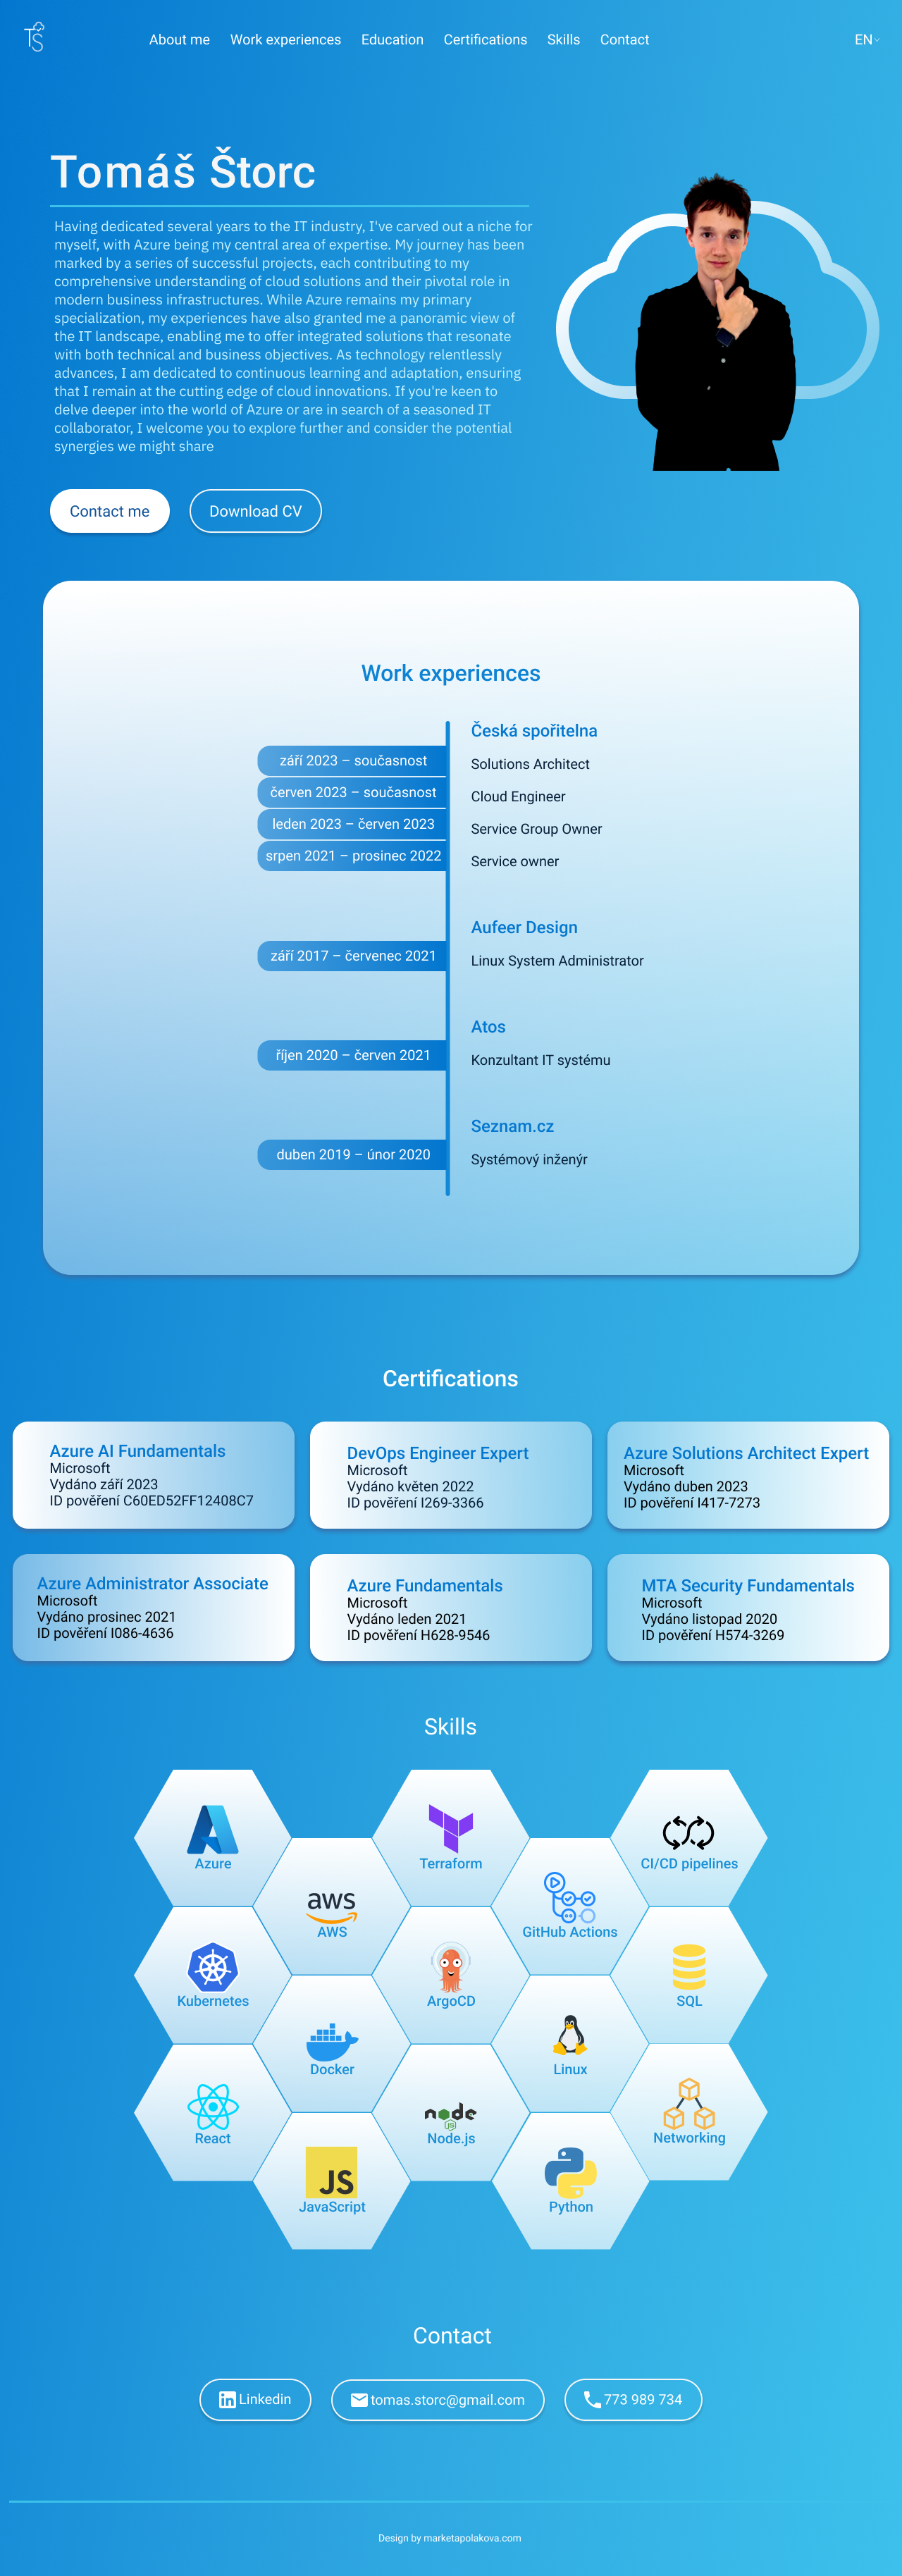 TS
About me Work experiences Education Certifications Skills Contact EN
Tomáš Štorc
Having dedicated several years to the IT industry, I've carved out a niche for
myself, with Azure being my central area of expertise. My journey has been
marked by a series of successful projects, each contributing to my
comprehensive understanding of cloud solutions and their pivotal role in
modern business infrastructures. While Azure remains my primary
specialization, my experiences have also granted me a panoramic view of
the IT landscape, enabling me to offer integrated solutions that resonate
with both technical and business objectives. As technology relentlessly
advances, I am dedicated to continuous learning and adaptation, ensuring
that I remain at the cutting edge of cloud innovations. If you're keen to
delve deeper into the world of Azure or are in search of a seasoned IT
collaborator, I welcome you to explore further and consider the potential
synergies we might share
Contact me Download CV
Work experiences
Česká spořitelna
září 2023 – současnost Solutions Architect
červen 2023 – současnost Cloud Engineer
leden 2023 – červen 2023 Service Group Owner
srpen 2021 – prosinec 2022 Service owner
Aufeer Design
září 2017 – červenec 2021 Linux System Administrator
Atos
říjen 2020 – červen 2021 Konzultant IT systému
Seznam.cz
duben 2019 – únor 2020 Systémový inženýr
Certifications
Azure AI Fundamentals
Microsoft
Vydáno září 2023
ID pověření C60ED52FF12408C7
DevOps Engineer Expert
Microsoft
Vydáno květen 2022
ID pověření I269-3366
Azure Solutions Architect Expert
Microsoft
Vydáno duben 2023
ID pověření I417-7273
Azure Administrator Associate
Microsoft
Vydáno prosinec 2021
ID pověření I086-4636
Azure Fundamentals
Microsoft
Vydáno leden 2021
ID pověření H628-9546
MTA Security Fundamentals
Microsoft
Vydáno listopad 2020
ID pověření H574-3269
Skills
Azure
Terraform
CI/CD pipelines
aws
AWS
GitHub Actions
Kubernetes
ArgoCD
SQL
Docker
Linux
React
node
JS
Node.js
Networking
JS
JavaScript
Python
Contact
in Linkedin tomas.storc@gmail.com 773 989 734
Design by marketapolakova.com